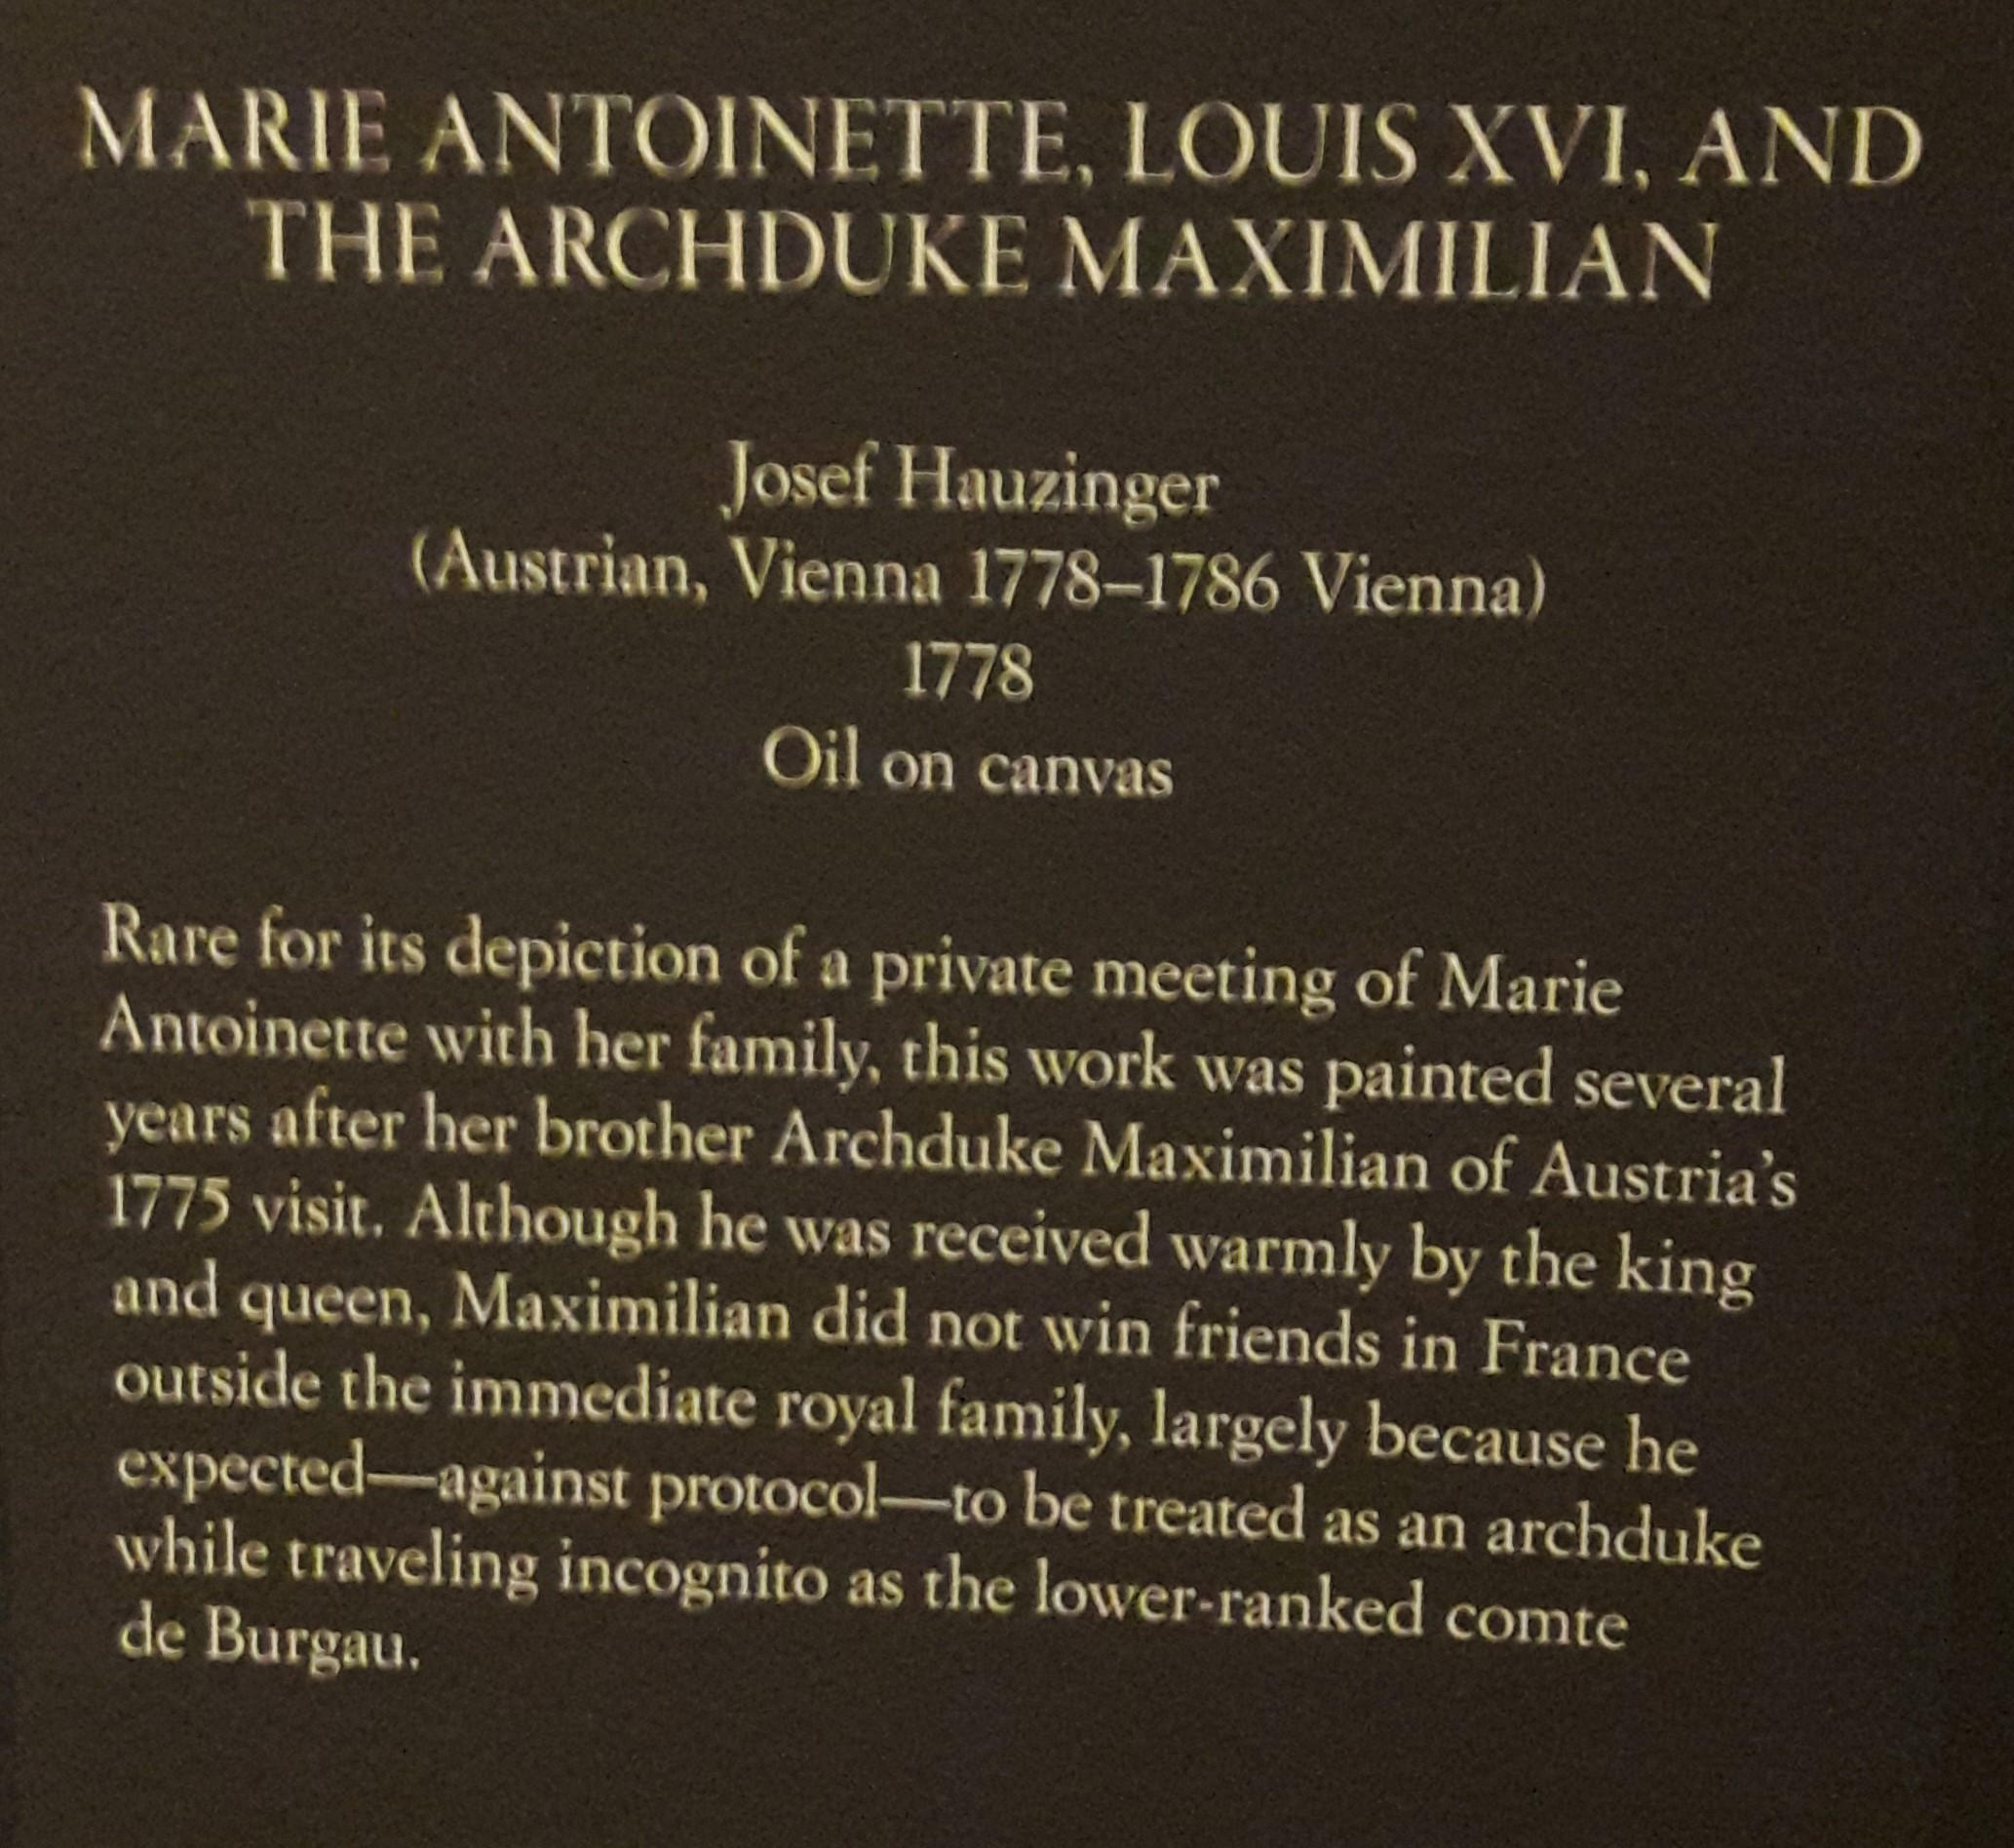 MARIE ANTOINETTE, LOUIS XVI, AND
THE ARCHDUKE MAXIMILIAN
Josef Hauzinger
(Austrian, Vienna 1778–1786 Vienna)
1778
Oil on canvas
Rare for its depiction of a private meeting of Marie
Antoinette with her family, this work was painted several
years after her brother Archduke Maximilian of Austria's
1775 visit. Although he was received warmly by the king
and queen, Maximilian did not win friends in France
outside the immediate royal family, largely because he
expected—against protocol—to be treated as an archduke
while traveling incognito as the lower-ranked comte
de Burgau.